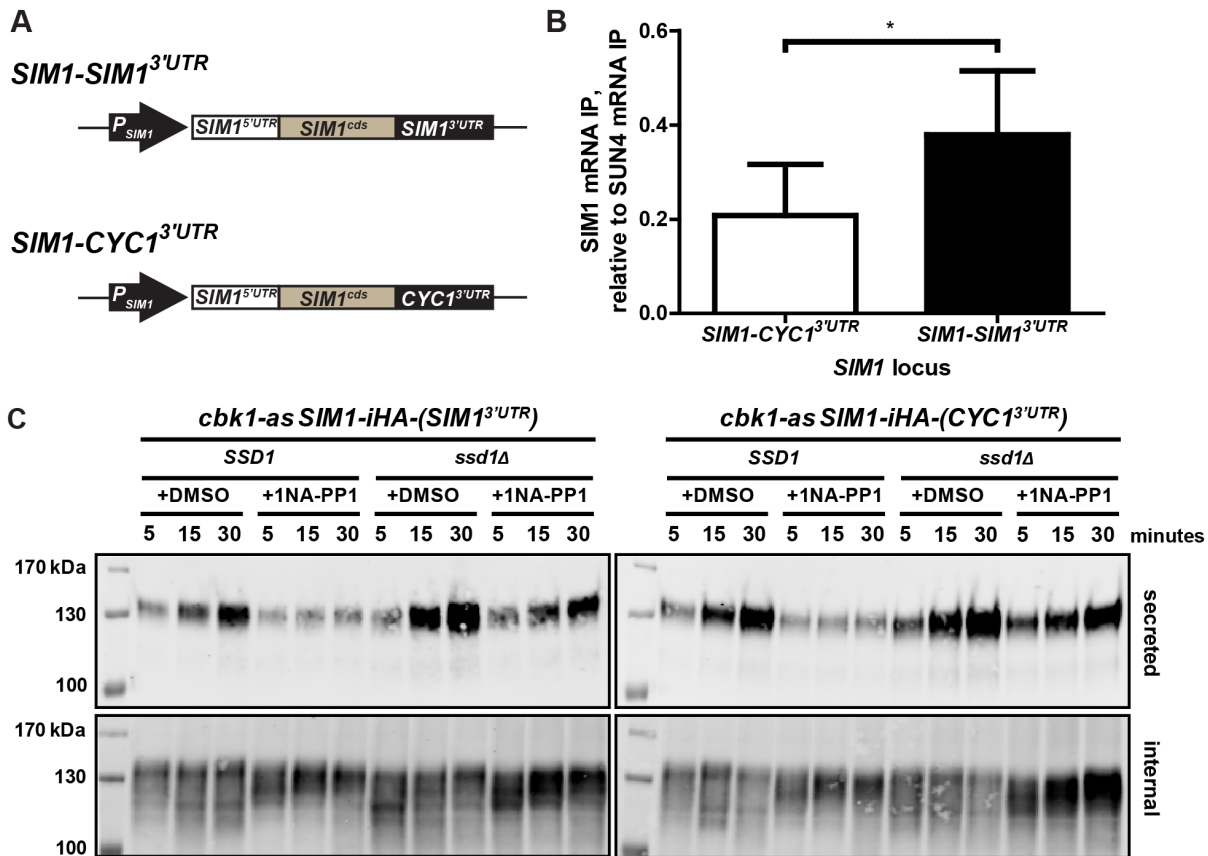 A
SIM1-SIM1 3'UTR
P SIM1 SIM1 5'UTR SIM1 cds SIM1 3'UTR
SIM1-CYC1 3'UTR
P SIM1 SIM1 5'UTR SIM1 cds CYC1 3'UTR
B
SIM1 mRNA IP,
relative to SUN4 mRNA IP
0.6
0.4
0.2
0.0
*
SIM1-CYC1 3'UTR SIM1-SIM1 3'UTR
SIM1 locus
C
cbk1-as SIM1-iHA-(SIM1 3'UTR) cbk1-as SIM1-iHA-(CYC1 3'UTR)
SSD1 ssd1Δ SSD1 ssd1Δ
+DMSO +1NA-PP1 +DMSO +1NA-PP1 +DMSO +1NA-PP1 +DMSO +1NA-PP1
5 15 30 5 15 30 5 15 30 5 15 30 5 15 30 5 15 30 5 15 30 5 15 30 minutes
170 kDa
130
100
secreted
170 kDa
130
100
internal